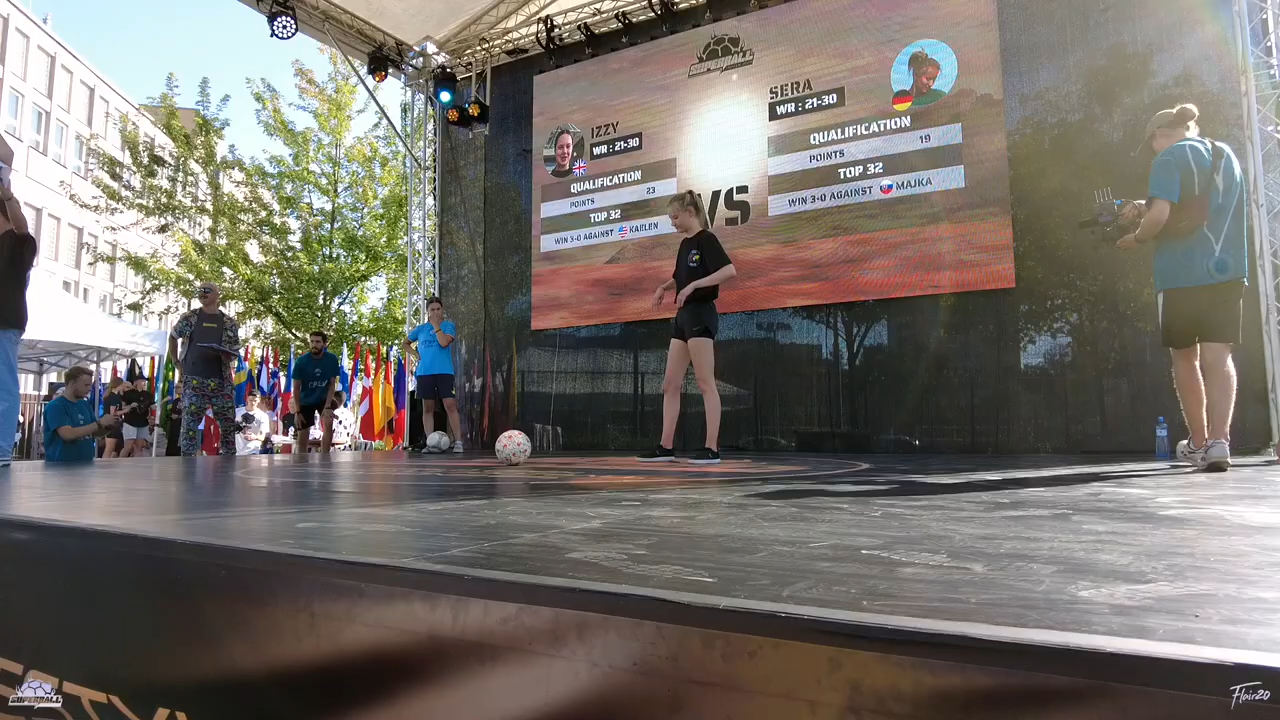 SUPERBALL
IZZY
WR : 21-30
QUALIFICATION
POINTS 23
TOP 32
WIN 3-0 AGAINST KAELEN
VS
SERA
WR : 21-30
QUALIFICATION
POINTS 19
TOP 32
WIN 3-0 AGAINST MAJKA
SUPERBALL
Flair20